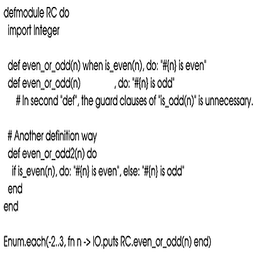 defmodule RC do
import Integer
def even_or_odd(n) when is_even(n), do: "#{n} is even"
def even_or_odd(n) , do: "#{n} is odd"
# In second "def", the guard clauses of "is_odd(n)" is unnecessary.
# Another definition way
def even_or_odd2(n) do
if is_even(n), do: "#{n} is even", else: "#{n} is odd"
end
end
Enum.each(-2..3, fn n -> IO.puts RC.even_or_odd(n) end)